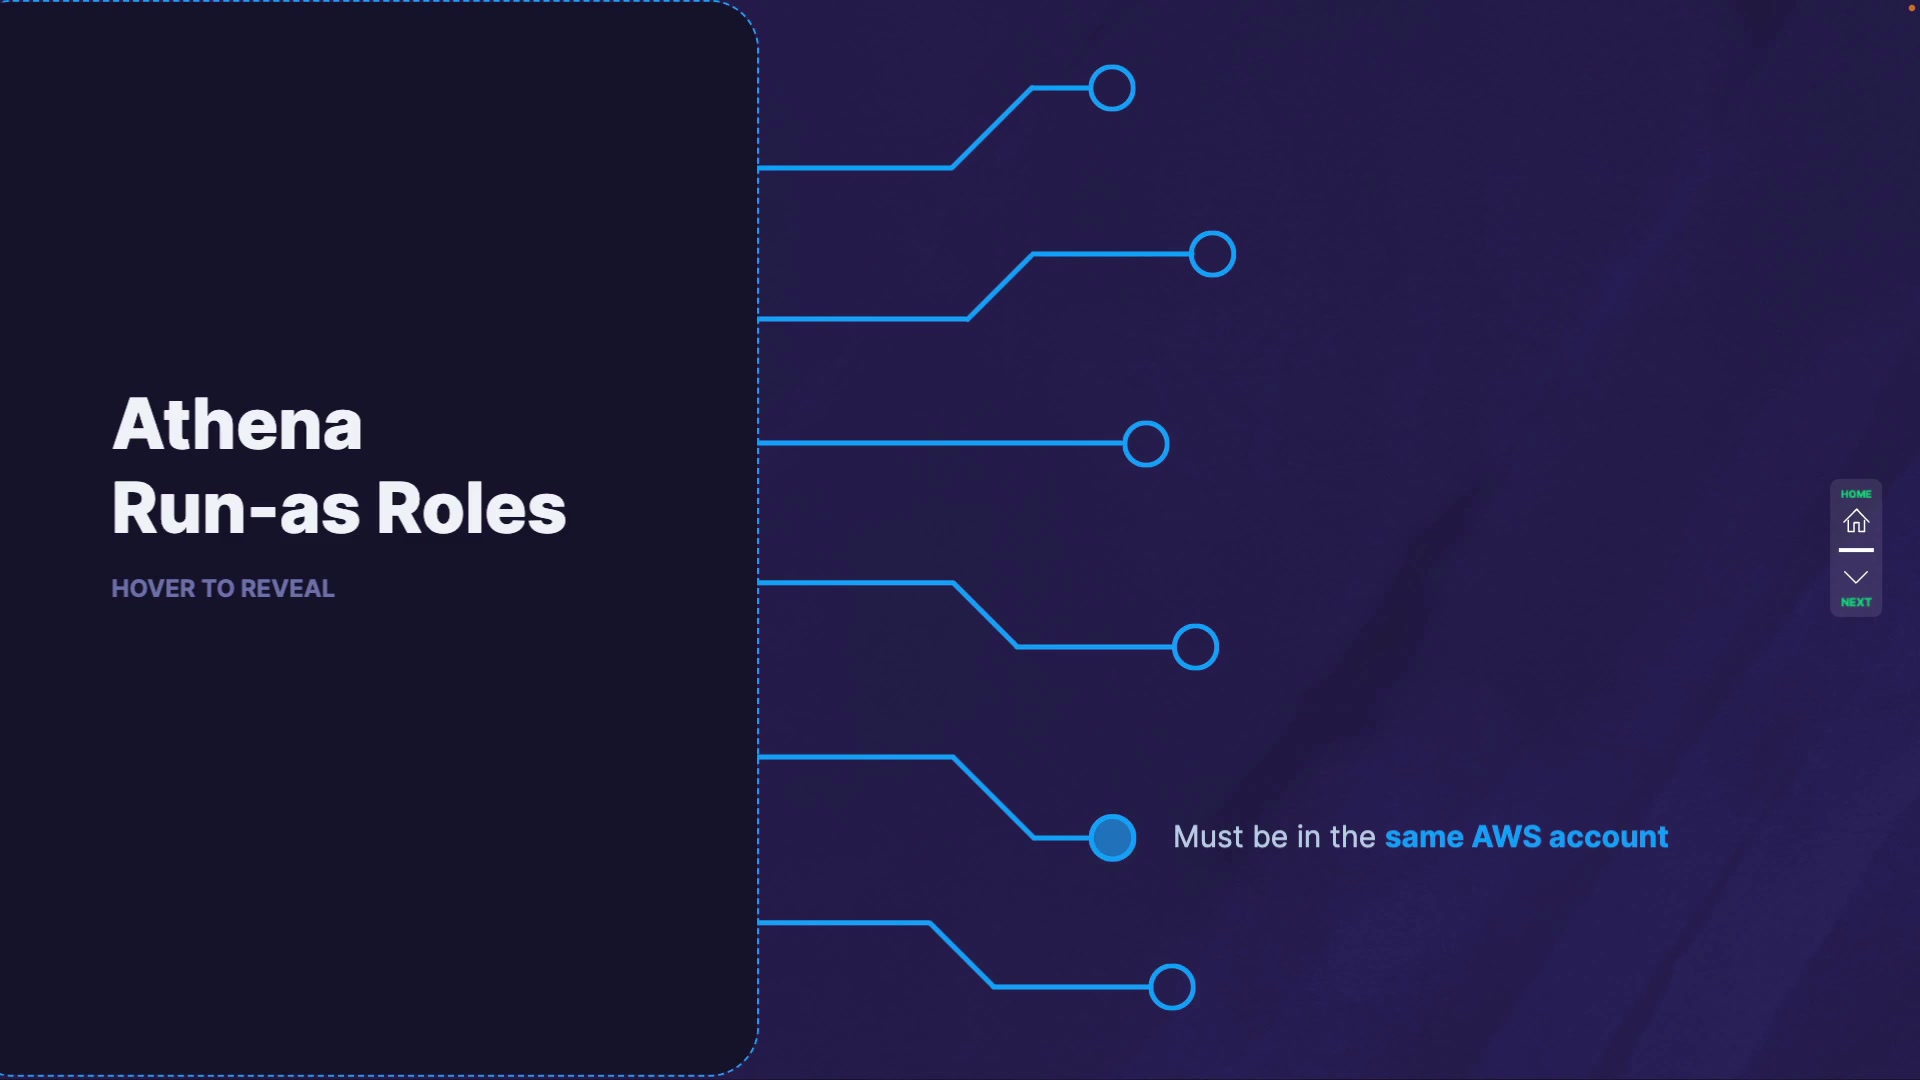 Athena
Run-as Roles
HOVER TO REVEAL
HOME
NEXT
Must be in the same AWS account